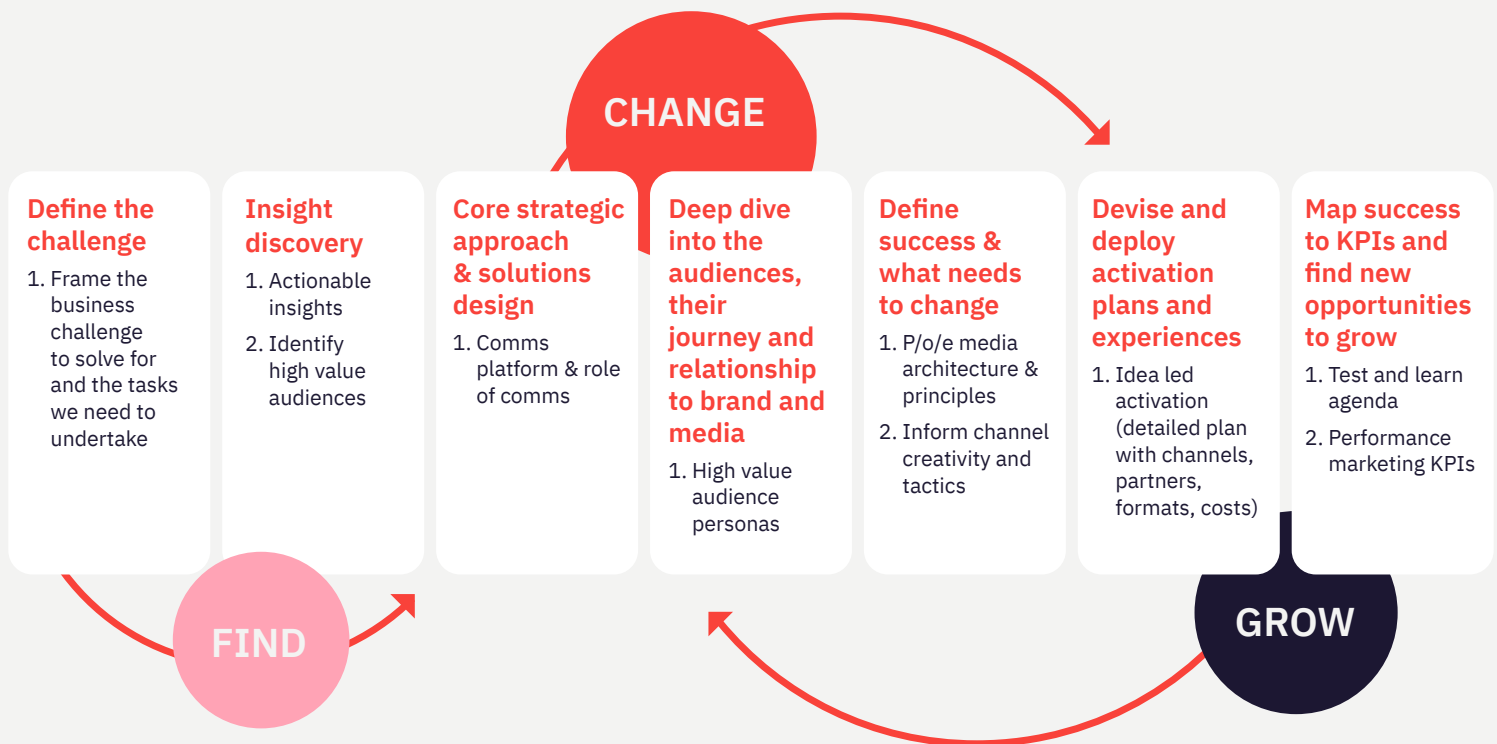 CHANGE
Define the
challenge
1. Frame the
business
challenge
to solve for
and the tasks
we need to
undertake
Insight
discovery
1. Actionable
insights
2. Identify
high value
audiences
Core strategic
approach
& solutions
design
1. Comms
platform & role
of comms
Deep dive
into the
audiences,
their
journey and
relationship
to brand and
media
1. High value
audience
personas
Define
success &
what needs
to change
1. P/o/e media
architecture &
principles
2. Inform channel
creativity and
tactics
Devise and
deploy
activation
plans and
experiences
1. Idea led
activation
(detailed plan
with channels,
partners,
formats, costs)
Map success
to KPIs and
find new
opportunities
to grow
1. Test and learn
agenda
2. Performance
marketing KPIs
FIND
GROW